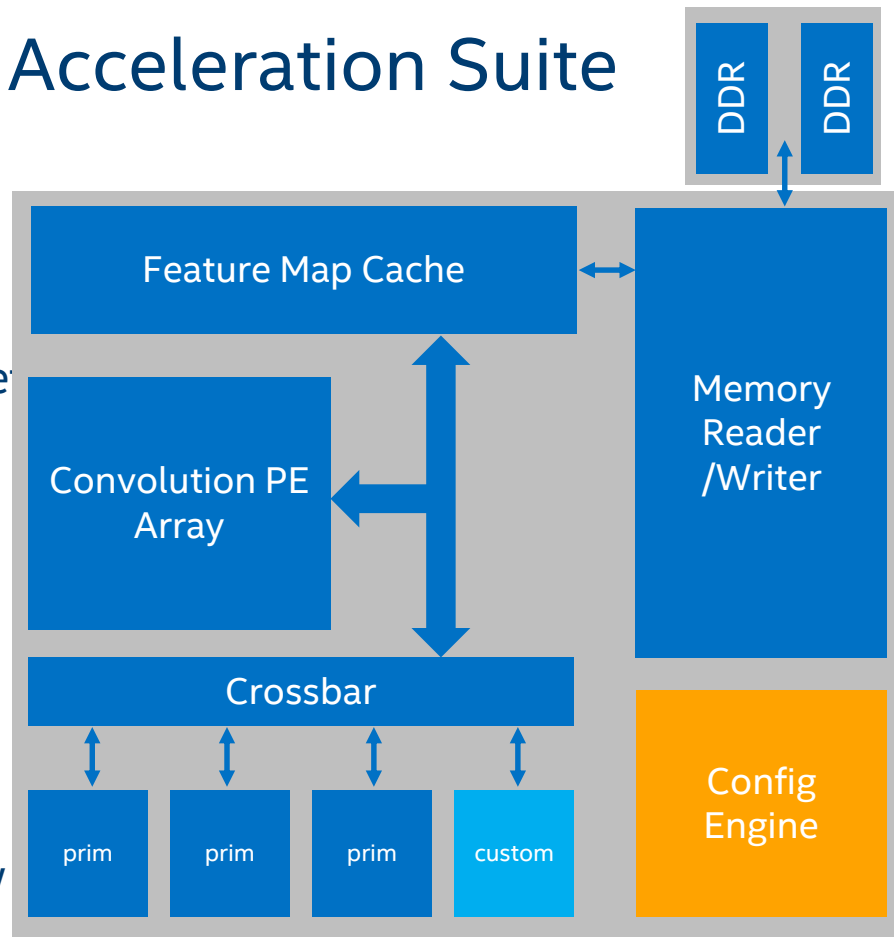 Acceleration Suite
DDR
DDR
Feature Map Cache
Memory
Reader
/Writer
Convolution PE
Array
Crossbar
Config
Engine
prim
prim
prim
custom